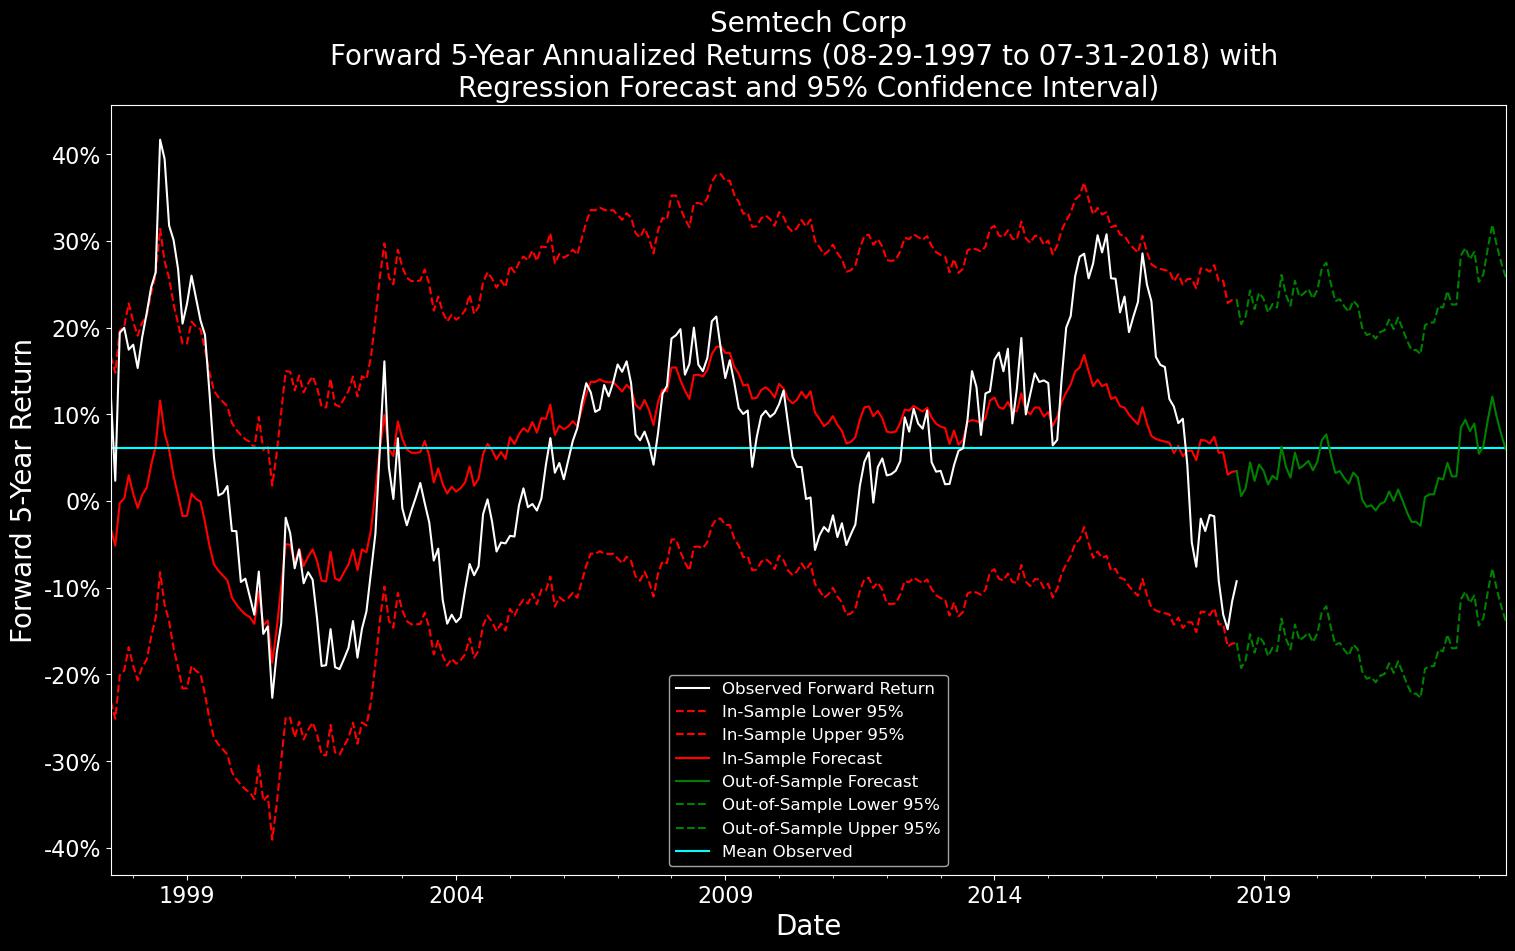 Semtech Corp
Forward 5-Year Annualized Returns (08-29-1997 to 07-31-2018) with
Regression Forecast and 95% Confidence Interval)
Forward 5-Year Return
40%
30%
20%
10%
0%
-10%
-20%
-30%
-40%
Observed Forward Return
In-Sample Lower 95%
In-Sample Upper 95%
In-Sample Forecast
Out-of-Sample Forecast
Out-of-Sample Lower 95%
Out-of-Sample Upper 95%
Mean Observed
1999 2004 2009 2014 2019
Date